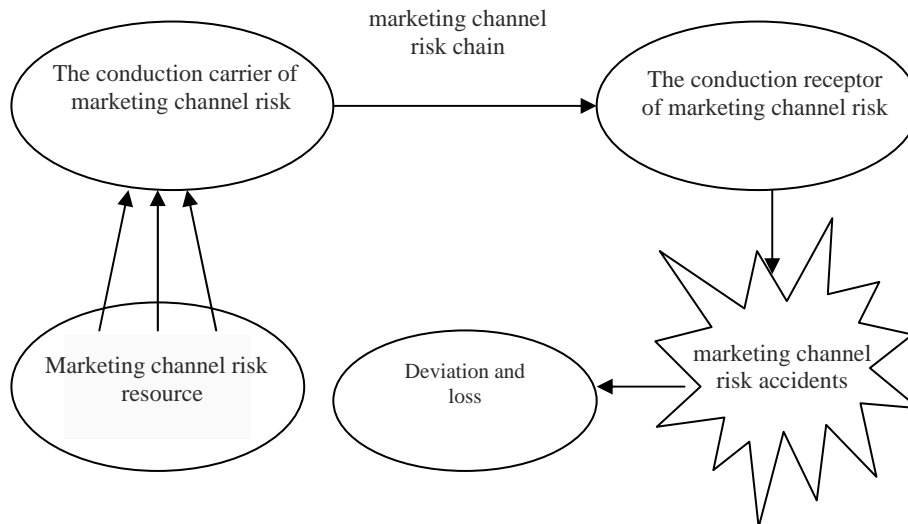 marketing channel
risk chain
The conduction carrier of
marketing channel risk
The conduction receptor
of marketing channel risk
Marketing channel risk
resource
Deviation and
loss
marketing channel
risk accidents